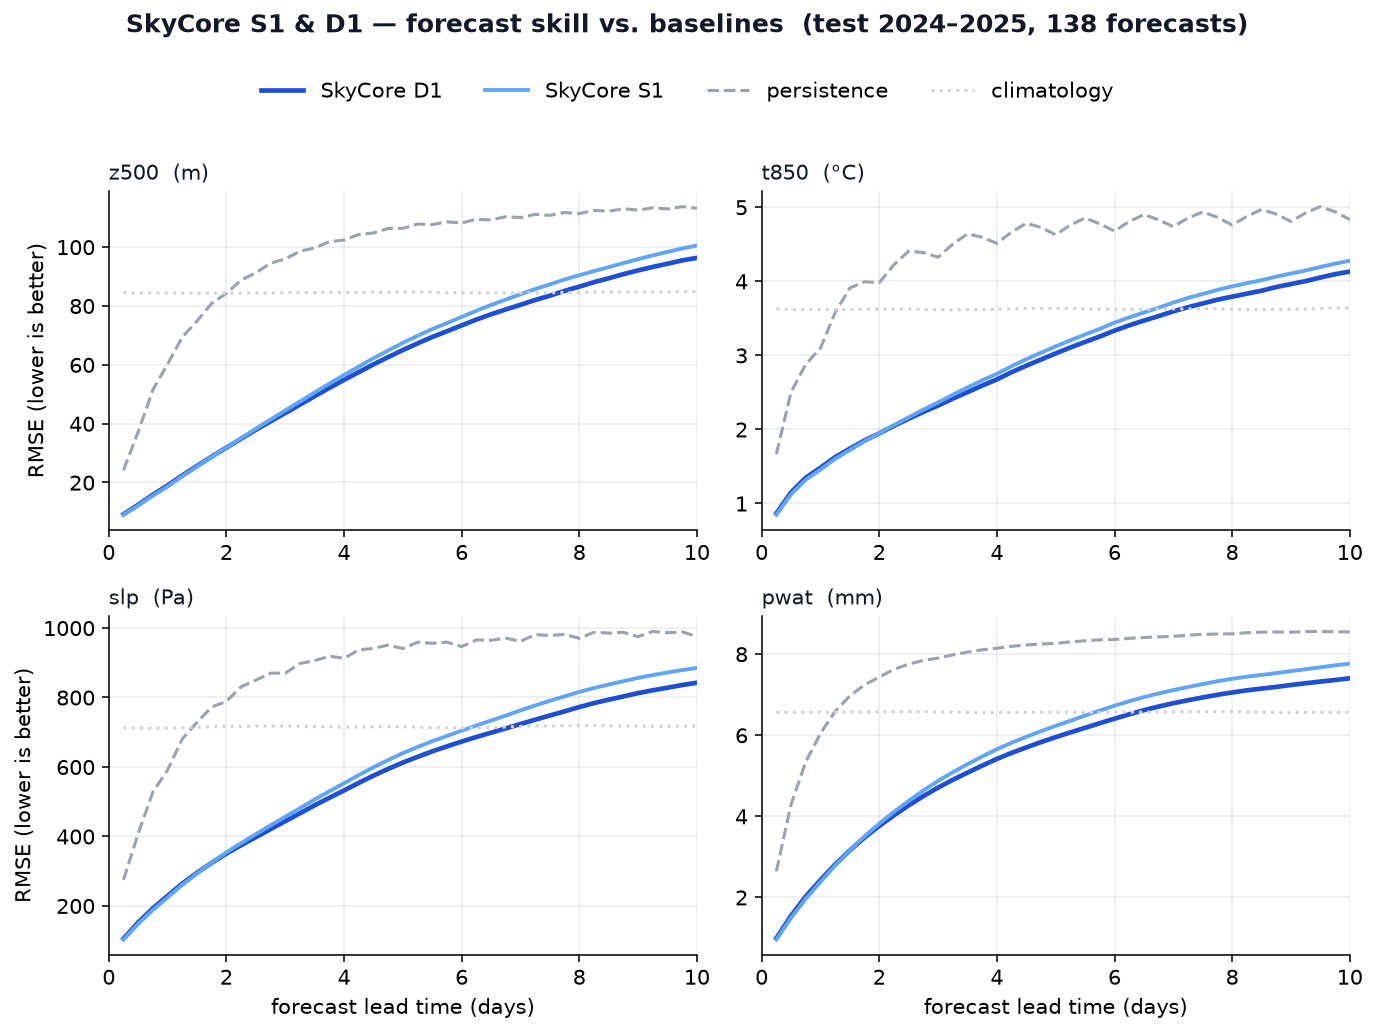 SkyCore S1 & D1 — forecast skill vs. baselines (test 2024–2025, 138 forecasts)
SkyCore D1 SkyCore S1 persistence climatology
z500 (m)
RMSE (lower is better)
100
80
60
40
20
0 2 4 6 8 10
t850 (°C)
5
4
3
2
1
0 2 4 6 8 10
slp (Pa)
RMSE (lower is better)
1000
800
600
400
200
0 2 4 6 8 10
forecast lead time (days)
pwat (mm)
8
6
4
2
0 2 4 6 8 10
forecast lead time (days)